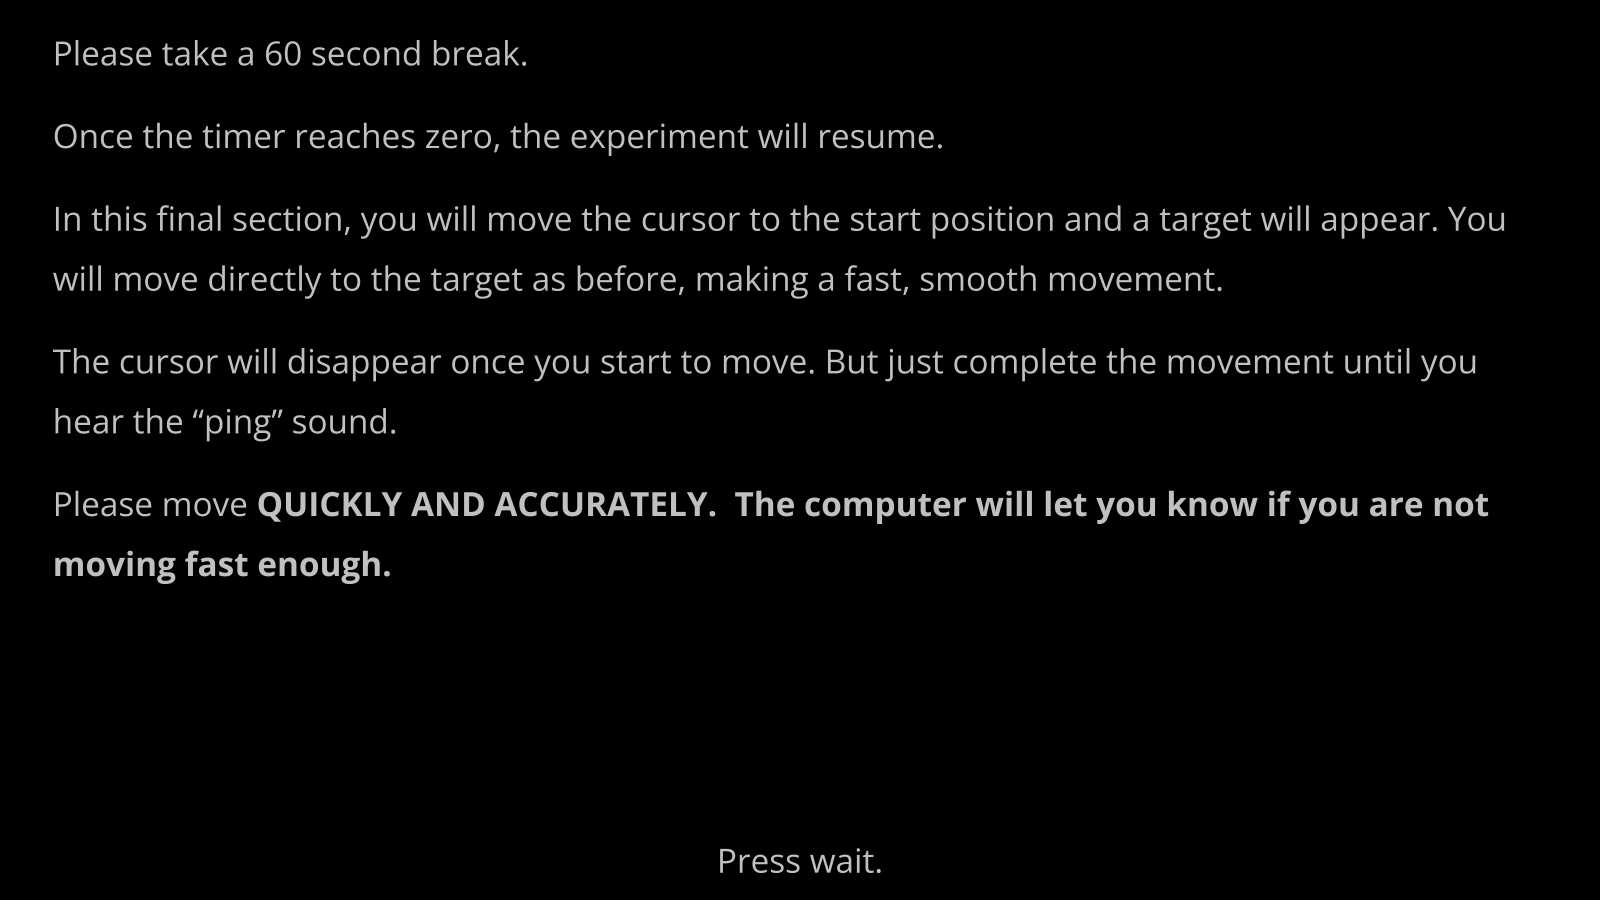 Please take a 60 second break.
Once the timer reaches zero, the experiment will resume.
In this final section, you will move the cursor to the start position and a target will appear. You
will move directly to the target as before, making a fast, smooth movement.
The cursor will disappear once you start to move. But just complete the movement until you
hear the “ping” sound.
Please move QUICKLY AND ACCURATELY.  The computer will let you know if you are not
moving fast enough.
Press wait.